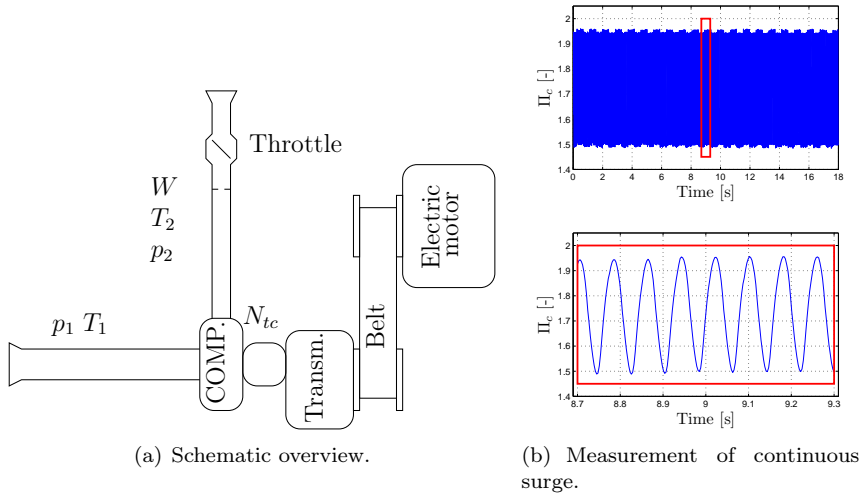 Throttle
W
T₂
p₂
p₁ T₁
N_tc
COMP.
Transm.
Belt
Electric
motor
(a) Schematic overview.
2
1.9
1.8
1.7
1.6
1.5
1.4
Π_c [-]
0 2 4 6 8 10 12 14 16 18
Time [s]
2
1.9
1.8
1.7
1.6
1.5
1.4
Π_c [-]
8.7 8.8 8.9 9 9.1 9.2 9.3
Time [s]
(b) Measurement of continuous
surge.